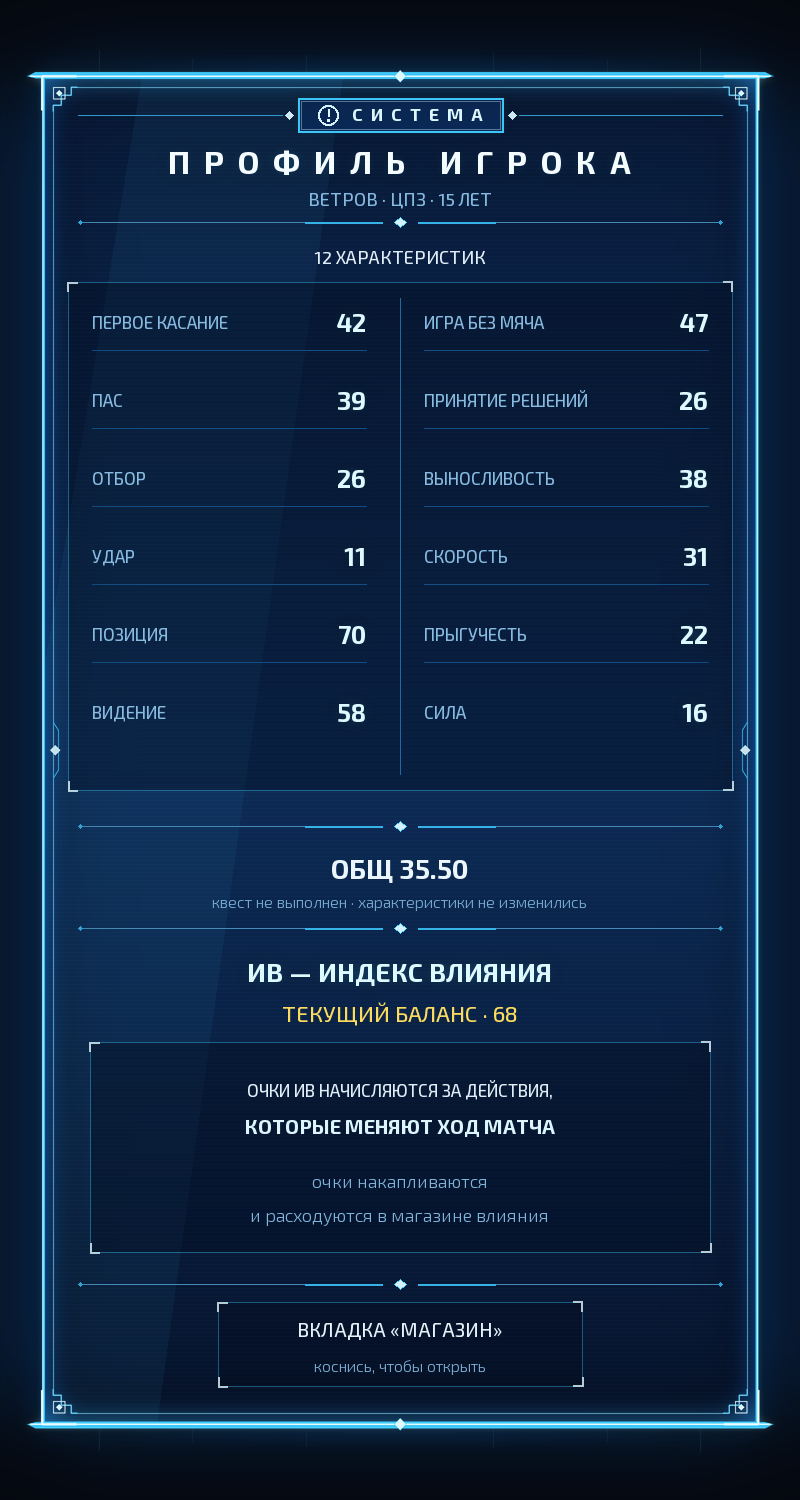 СИСТЕМА
ПРОФИЛЬ ИГРОКА
ВЕТРОВ · ЦПЗ · 15 ЛЕТ
12 ХАРАКТЕРИСТИК
ПЕРВОЕ КАСАНИЕ 42
ПАС 39
ОТБОР 26
УДАР 11
ПОЗИЦИЯ 70
ВИДЕНИЕ 58
ИГРА БЕЗ МЯЧА 47
ПРИНЯТИЕ РЕШЕНИЙ 26
ВЫНОСЛИВОСТЬ 38
СКОРОСТЬ 31
ПРЫГУЧЕСТЬ 22
СИЛА 16
ОБЩ 35.50
квест не выполнен · характеристики не изменились
ИВ — ИНДЕКС ВЛИЯНИЯ
ТЕКУЩИЙ БАЛАНС · 68
ОЧКИ ИВ НАЧИСЛЯЮТСЯ ЗА ДЕЙСТВИЯ,
КОТОРЫЕ МЕНЯЮТ ХОД МАТЧА
очки накапливаются
и расходуются в магазине влияния
ВКЛАДКА «МАГАЗИН»
коснись, чтобы открыть